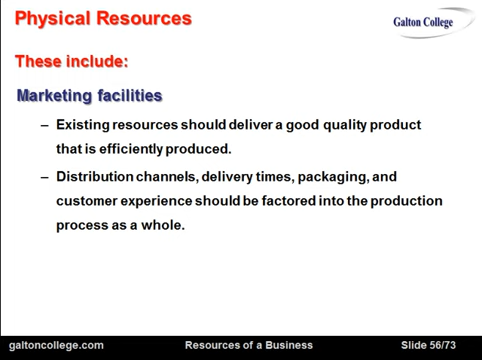 Physical Resources
Galton College
These include:
Marketing facilities
– Existing resources should deliver a good quality product
that is efficiently produced.
– Distribution channels, delivery times, packaging, and
customer experience should be factored into the production
process as a whole.
galtoncollege.com Resources of a Business Slide 56/73